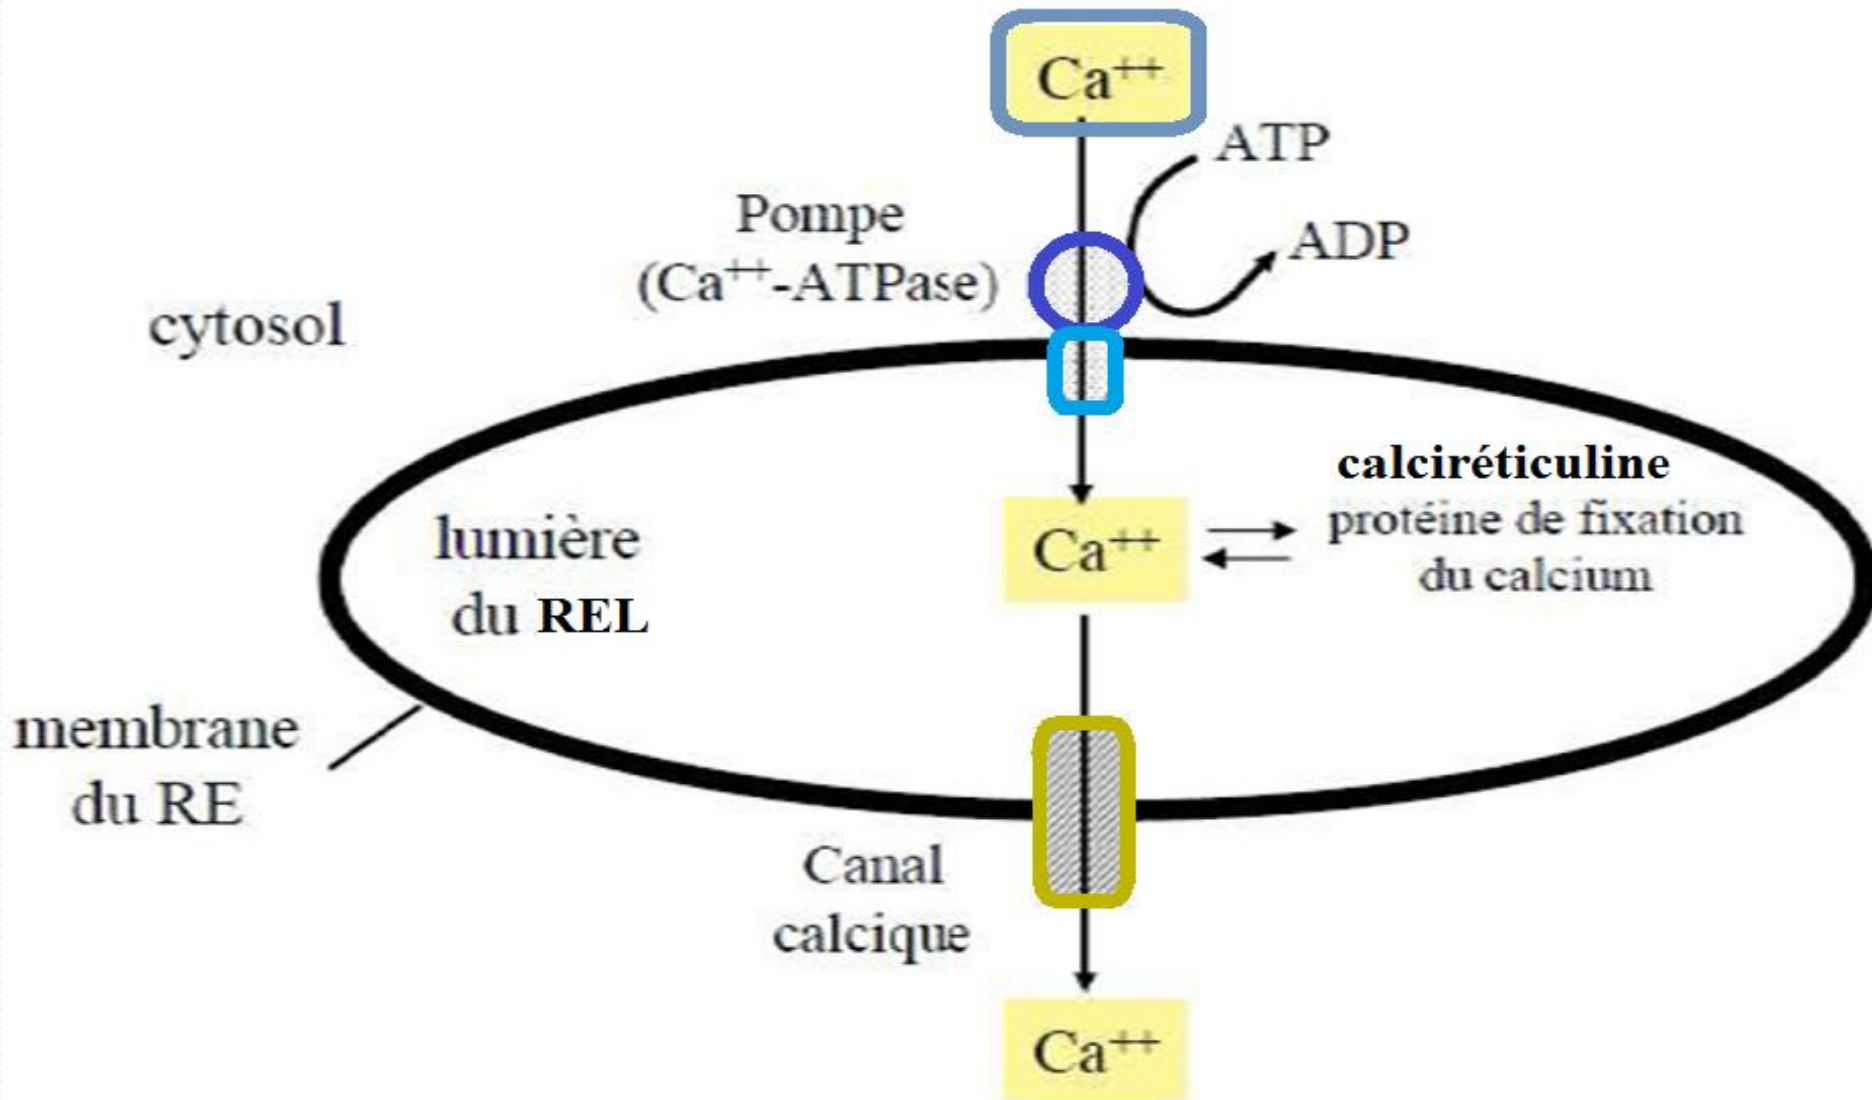 Ca++
ATP
Pompe
(Ca++-ATPase)
ADP
cytosol
calciréticuline
protéine de fixation
du calcium
Ca++
lumière
du REL
membrane
du RE
Canal
calcique
Ca++